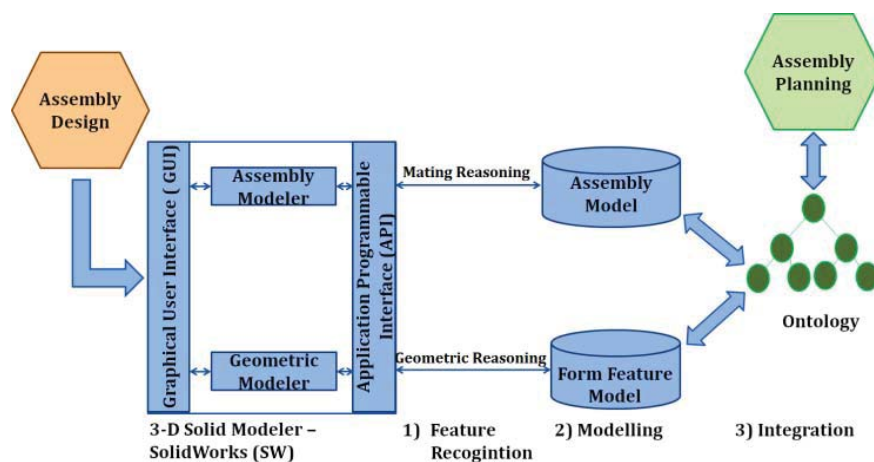 Assembly
Design
Graphical User Interface ( GUI)
Assembly
Modeler
Geometric
Modeler
Application Programmable
Interface (API)
Mating Reasoning
Geometric Reasoning
Assembly
Model
Form Feature
Model
Assembly
Planning
Ontology
3-D Solid Modeler –
SolidWorks (SW)
1) Feature
Recogintion
2) Modelling
3) Integration